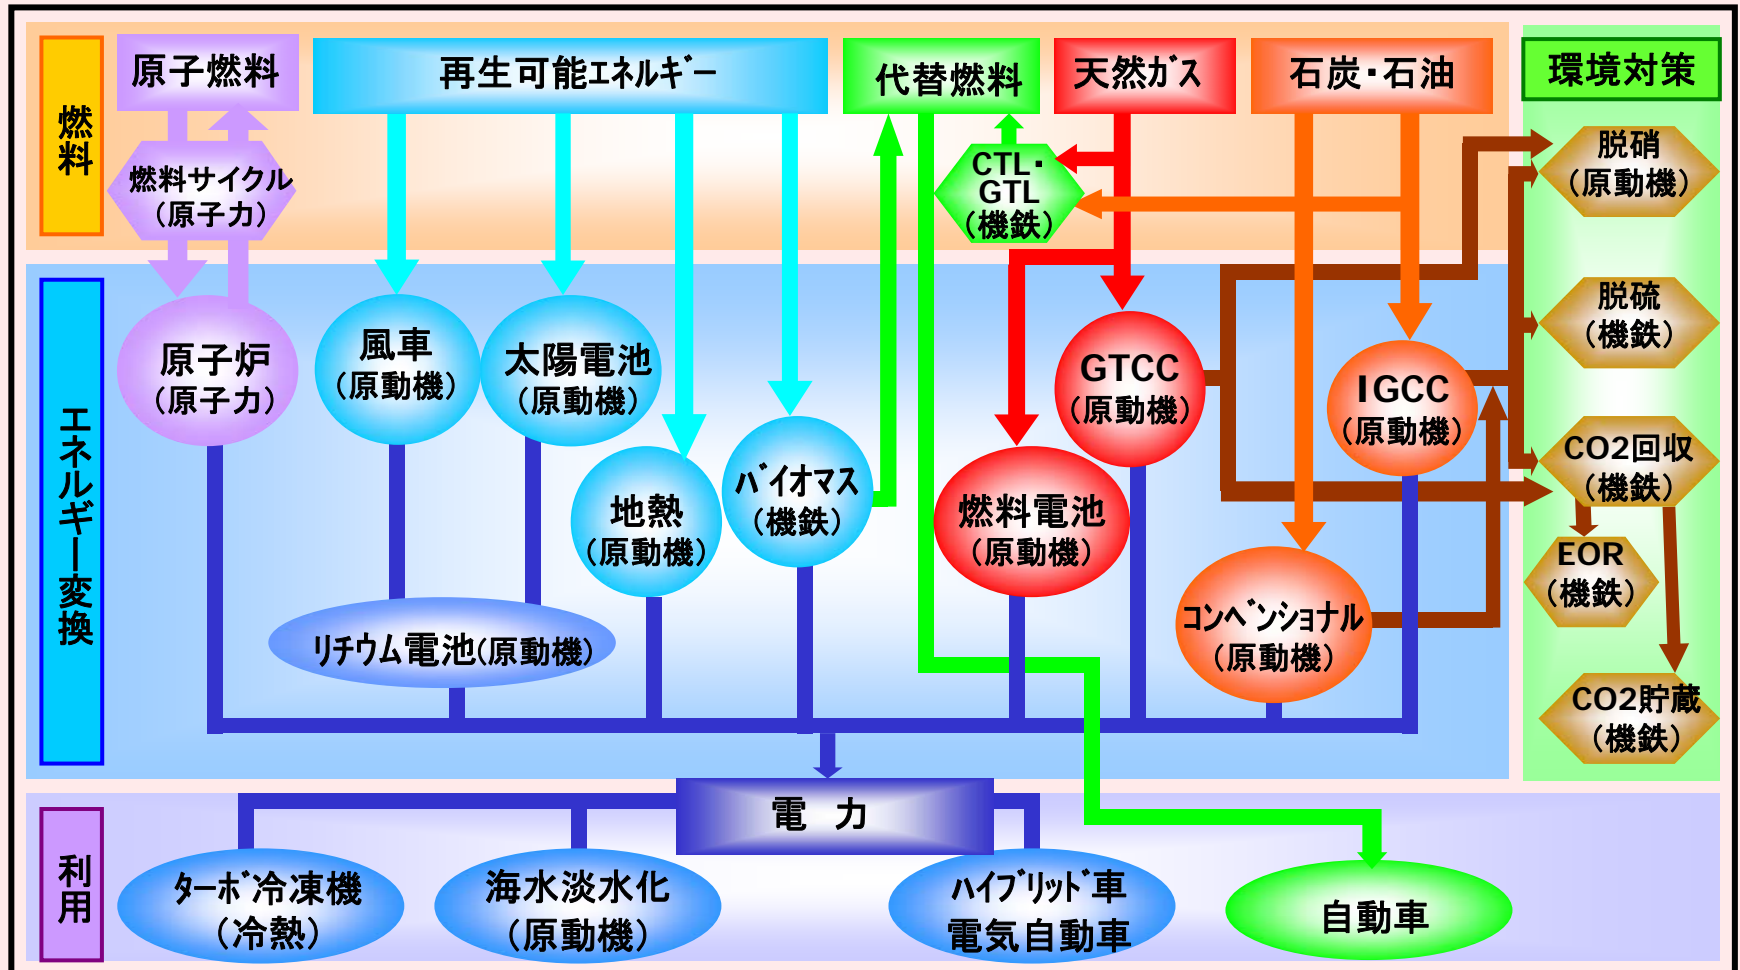 燃料
原子燃料
再生可能エネルギー
代替燃料
天然ガス
石炭・石油
環境対策
燃料サイクル
(原子力)
CTL・
GTL
(機鉄)
脱硝
(原動機)
脱硫
(機鉄)
CO2回収
(機鉄)
EOR
(機鉄)
CO2貯蔵
(機鉄)
エネルギー変換
原子炉
(原子力)
風車
(原動機)
太陽電池
(原動機)
地熱
(原動機)
バイオマス
(機鉄)
燃料電池
(原動機)
GTCC
(原動機)
IGCC
(原動機)
コンベンショナル
(原動機)
リチウム電池(原動機)
利用
電 力
ターボ冷凍機
(冷熱)
海水淡水化
(原動機)
ハイブリッド車
電気自動車
自動車